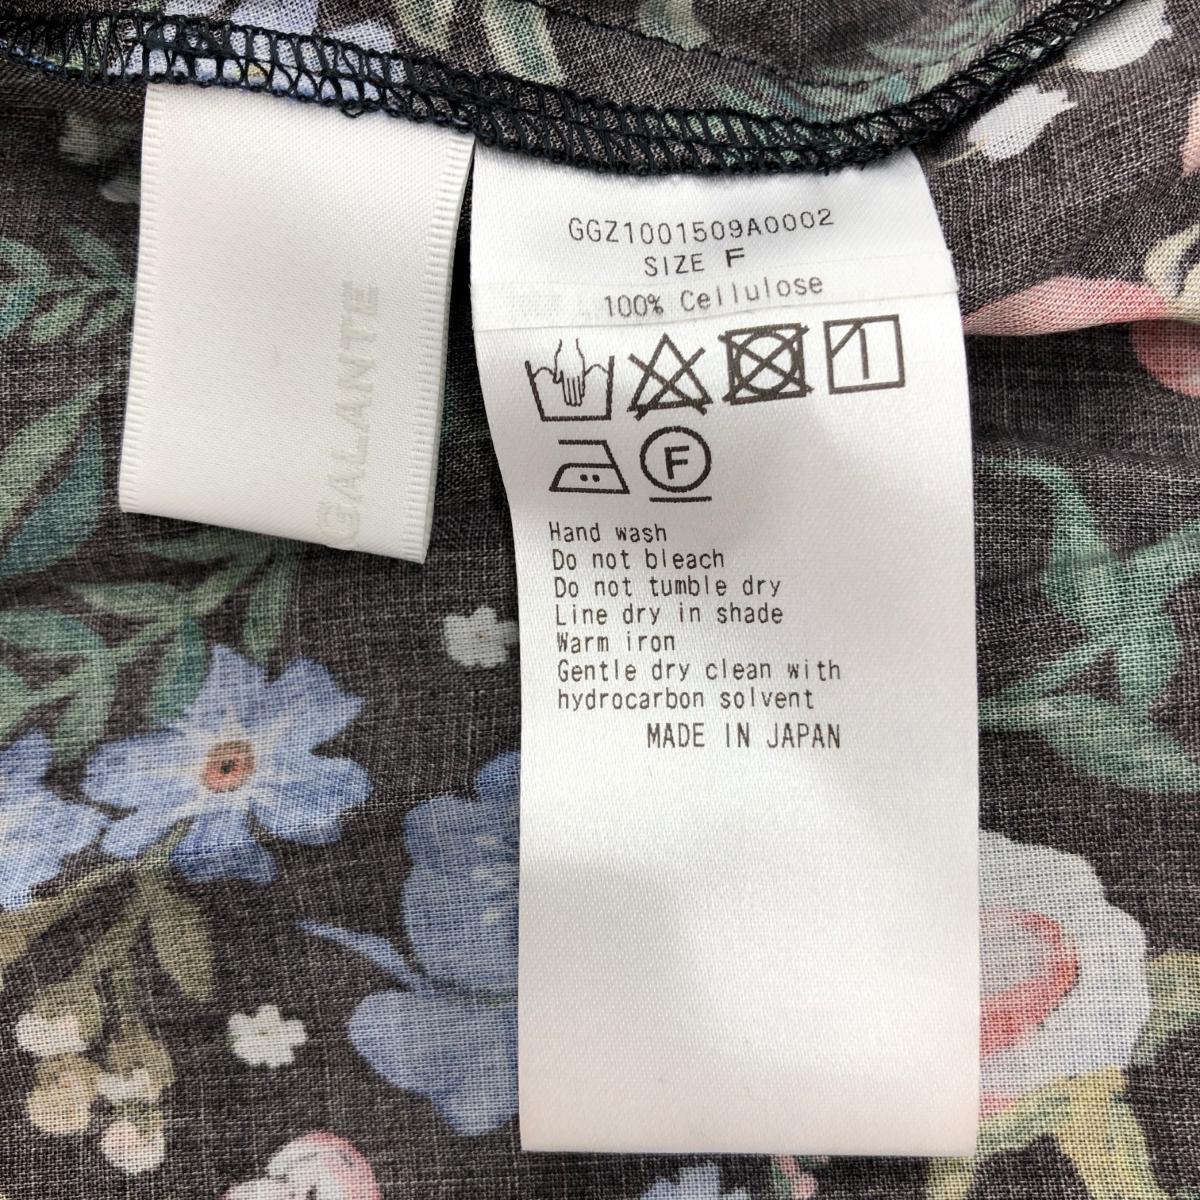 GALANTE
GGZ1001509A0002
SIZE F
100% Cellulose
F
Hand wash
Do not bleach
Do not tumble dry
Line dry in shade
Warm iron
Gentle dry clean with
hydrocarbon solvent
MADE IN JAPAN